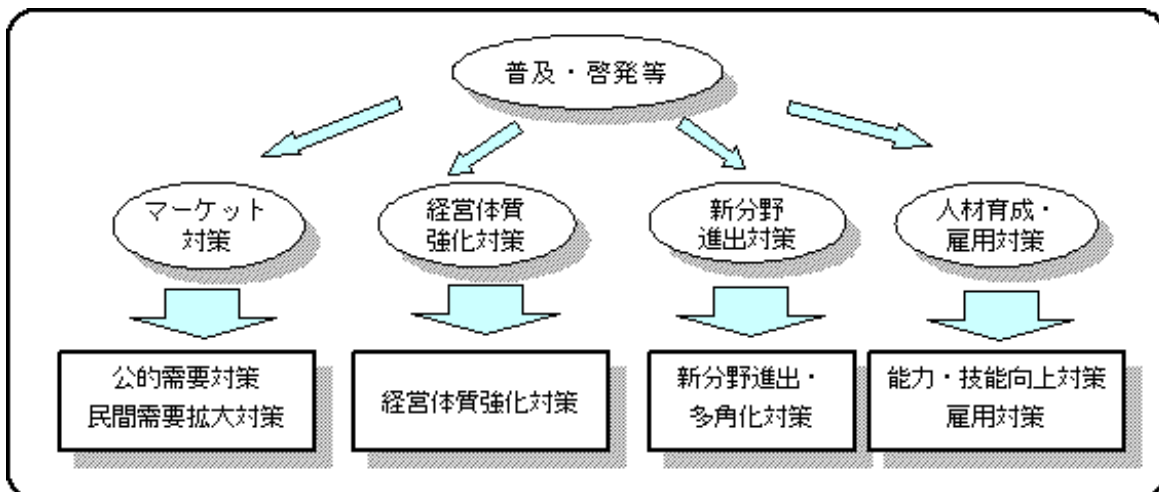 普及・啓発等
マーケット
対策
経営体質
強化対策
新分野
進出対策
人材育成・
雇用対策
公的需要対策
民間需要拡大対策
経営体質強化対策
新分野進出・
多角化対策
能力・技能向上対策
雇用対策